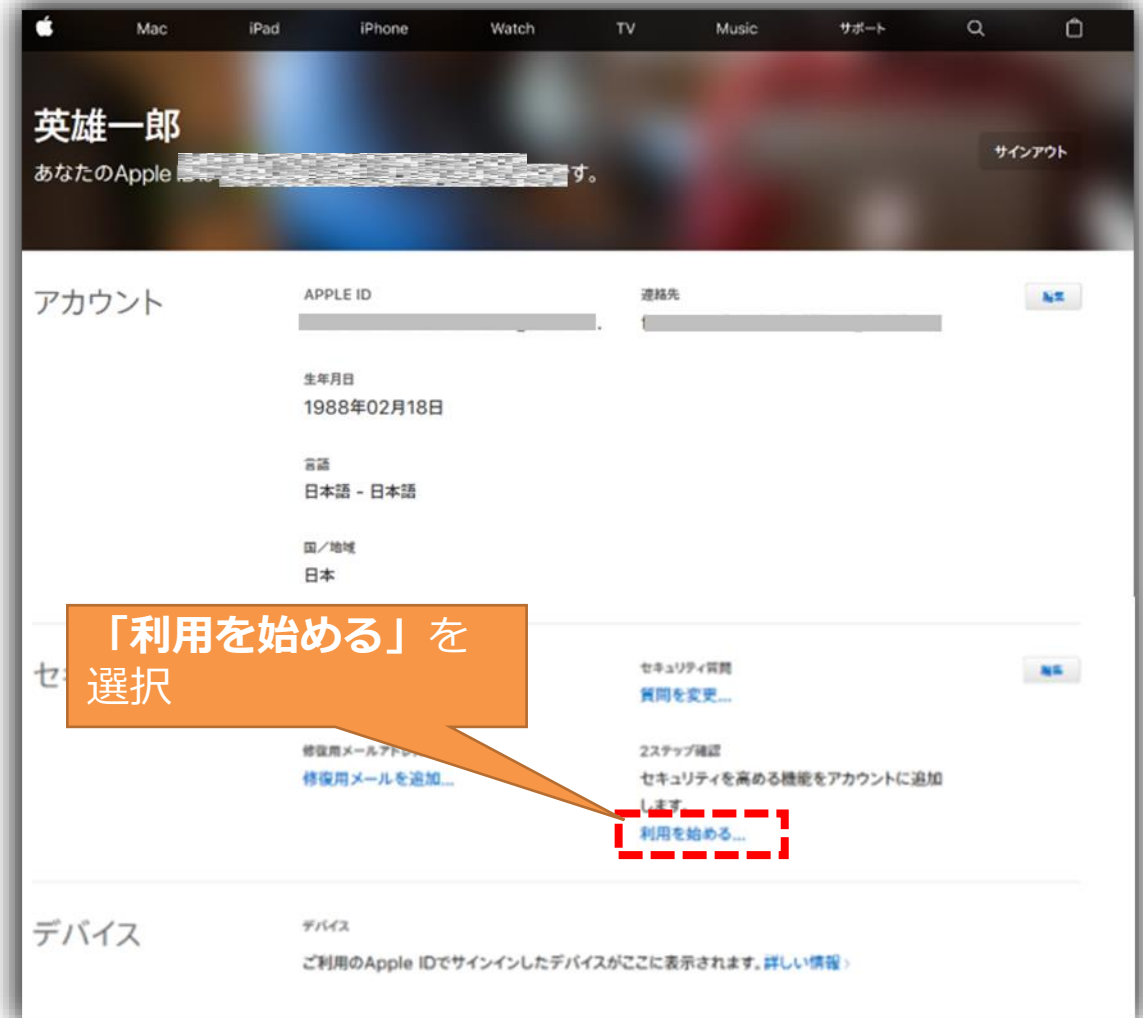 Mac iPad iPhone Watch TV Music サポート
英雄一郎
サインアウト
あなたのApple す。
アカウント
APPLE ID
連絡先
編集
生年月日
1988年02月18日
言語
日本語 - 日本語
国/地域
日本
「利用を始める」を
選択
セ
セキュリティ質問
編集
質問を変更...
修復用メールアドレ
2ステップ確認
修復用メールを追加...
セキュリティを高める機能をアカウントに追加
します。
利用を始める...
デバイス
デバイス
ご利用のApple IDでサインインしたデバイスがここに表示されます。詳しい情報 ›